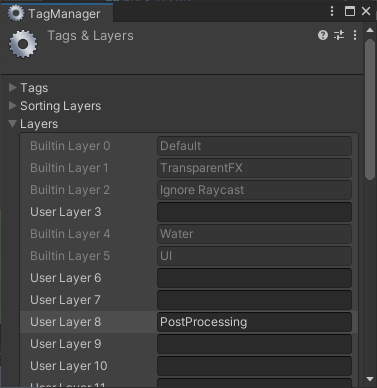 TagManager
Tags & Layers
Tags
Sorting Layers
Layers
Builtin Layer 0 Default
Builtin Layer 1 TransparentFX
Builtin Layer 2 Ignore Raycast
User Layer 3
Builtin Layer 4 Water
Builtin Layer 5 UI
User Layer 6
User Layer 7
User Layer 8 PostProcessing
User Layer 9
User Layer 10
User Layer 11